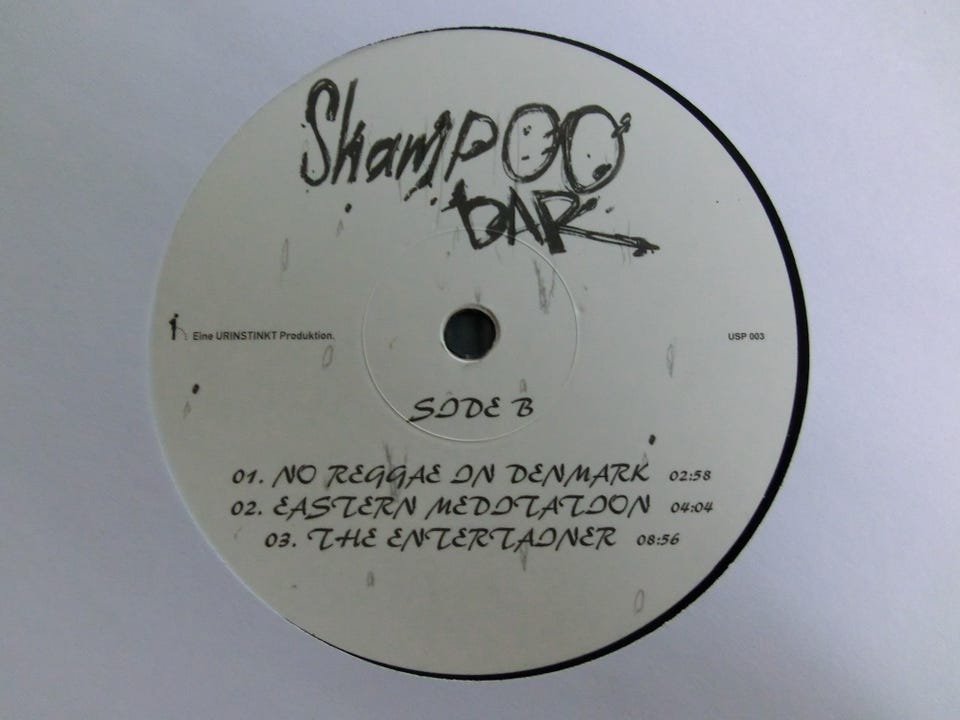 Shampoo
BAR
Eine URINSTINKT Produktion.
USP 003
SIDE B
01. NO REGGAE IN DENMARK 02:58
02. EASTERN MEDITATION 04:04
03. THE ENTERTAINER 08:56